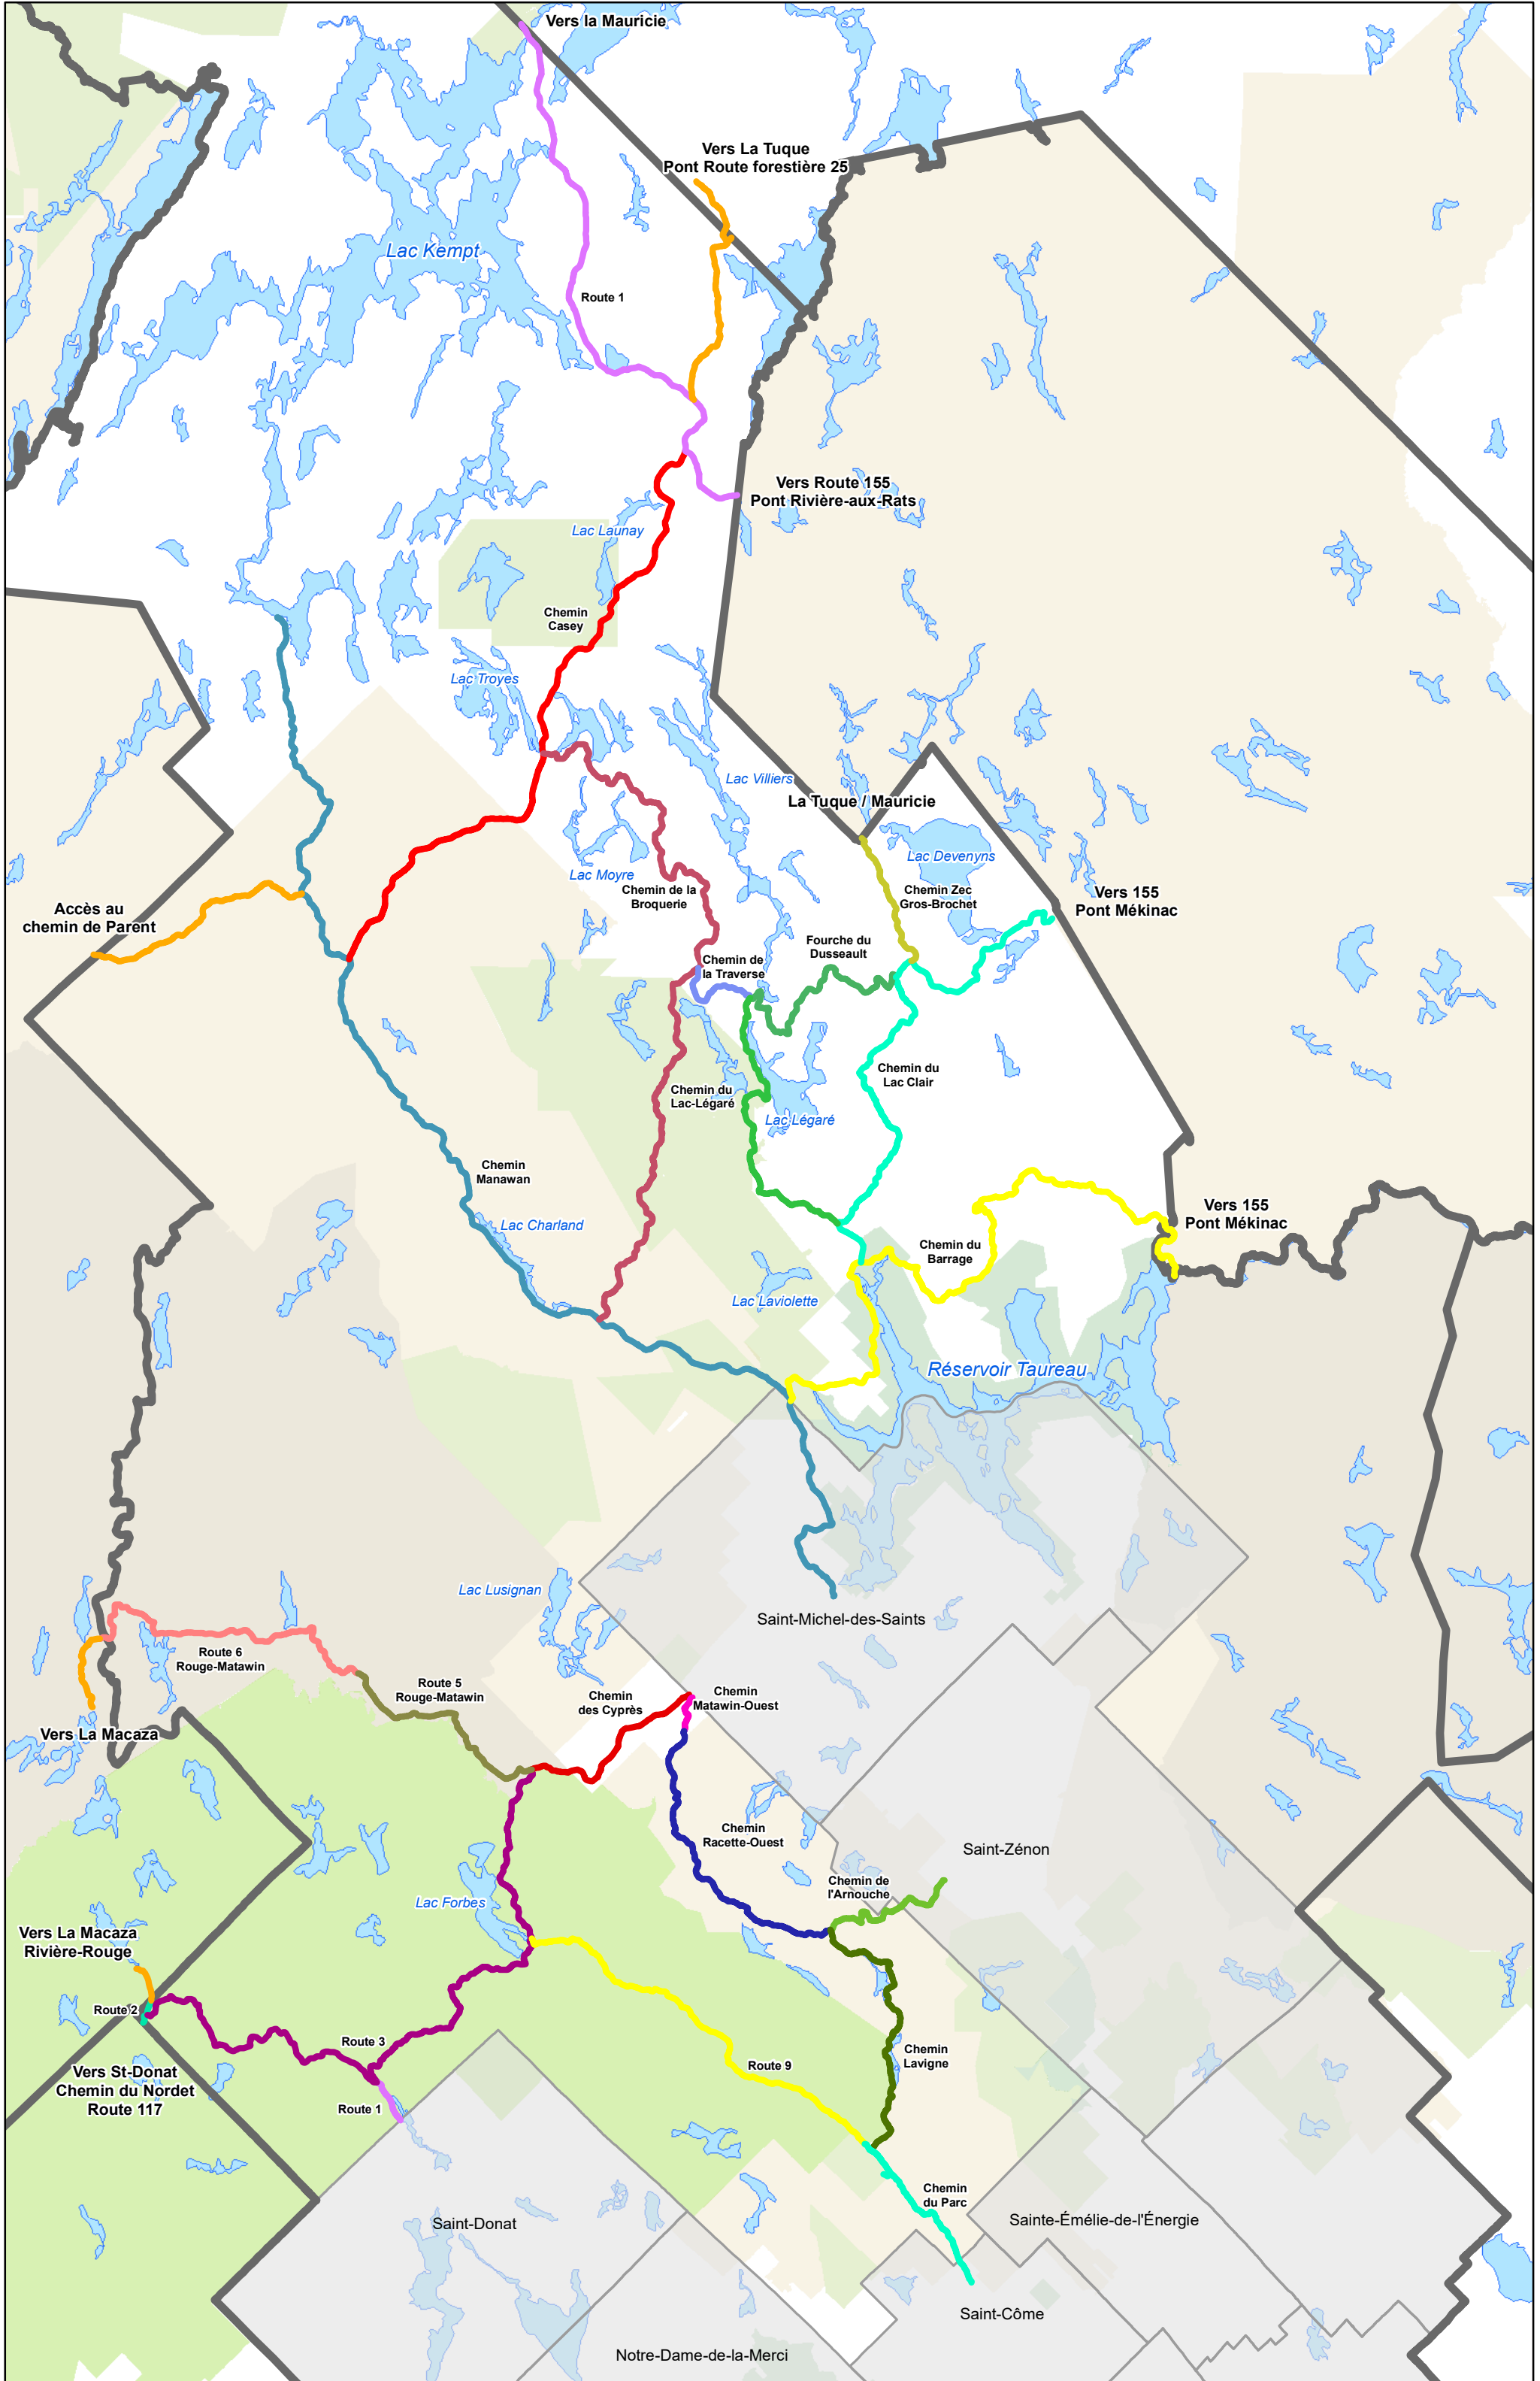 Vers la Mauricie
Vers La Tuque
Pont Route forestière 25
Lac Kempt
Route 1
Vers Route 155
Pont Rivière-aux-Rats
Lac Launay
Chemin
Casey
Lac Troyes
Lac Villiers
La Tuque / Mauricie
Lac Devenyns
Lac Moyre
Chemin de la
Broquerie
Chemin Zec
Gros-Brochet
Vers 155
Pont Mékinac
Accès au
chemin de Parent
Fourche du
Dusseault
Chemin de
la Traverse
Chemin du
Lac Clair
Chemin du
Lac-Légaré
Lac Légaré
Chemin
Manawan
Lac Charland
Vers 155
Pont Mékinac
Chemin du
Barrage
Lac Laviolette
Réservoir Taureau
Lac Lusignan
Saint-Michel-des-Saints
Route 6
Rouge-Matawin
Route 5
Rouge-Matawin
Chemin
des Cyprès
Chemin
Matawin-Ouest
Vers La Macaza
Chemin
Racette-Ouest
Saint-Zénon
Chemin de
l'Arnouche
Lac Forbes
Vers La Macaza
Rivière-Rouge
Route 2
Route 3
Chemin
Lavigne
Route 9
Vers St-Donat
Chemin du Nordet
Route 117
Route 1
Chemin
du Parc
Saint-Donat
Sainte-Émélie-de-l'Énergie
Saint-Côme
Notre-Dame-de-la-Merci